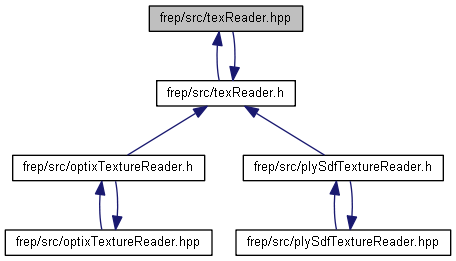 frep/src/texReader.hpp
frep/src/texReader.h
frep/src/optixTextureReader.h
frep/src/plySdfTextureReader.h
frep/src/optixTextureReader.hpp
frep/src/plySdfTextureReader.hpp